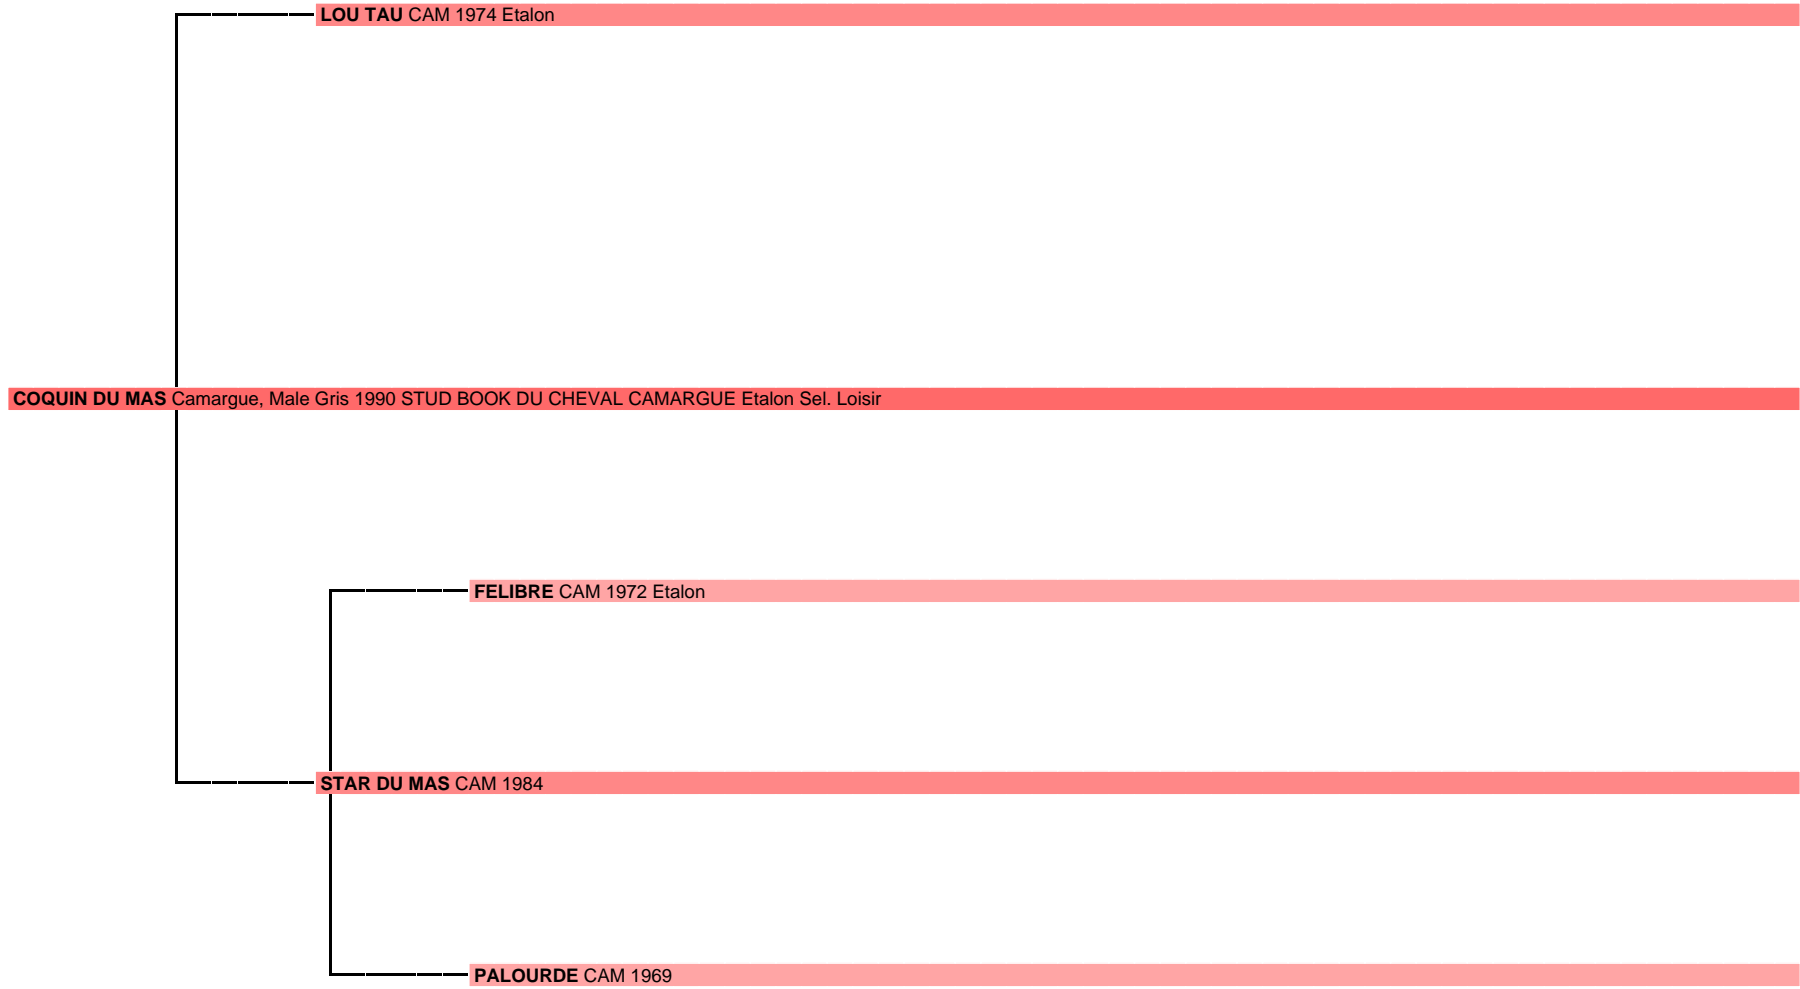 LOU TAU CAM 1974 Etalon
COQUIN DU MAS Camargue, Male Gris 1990 STUD BOOK DU CHEVAL CAMARGUE Etalon Sel. Loisir
FELIBRE CAM 1972 Etalon
STAR DU MAS CAM 1984
PALOURDE CAM 1969